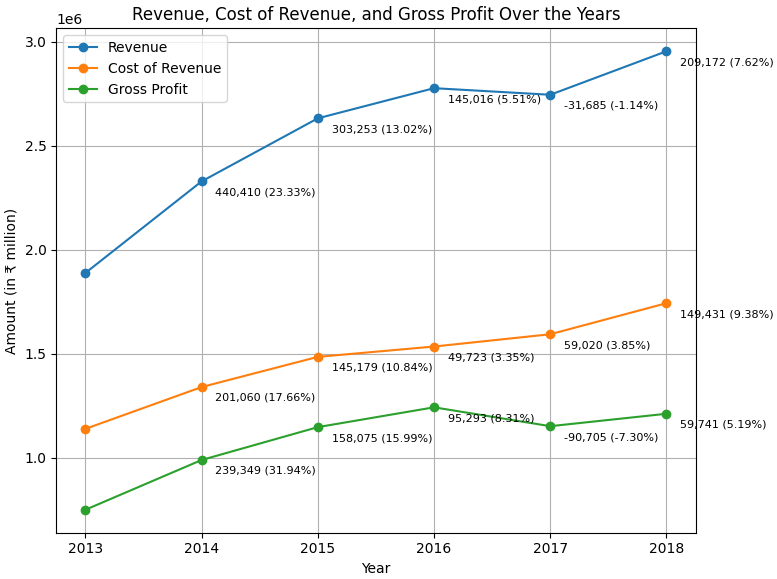 Revenue, Cost of Revenue, and Gross Profit Over the Years
1e6
Revenue
Cost of Revenue
Gross Profit
3.0
2.5
2.0
1.5
1.0
Amount (in ₹ million)
440,410 (23.33%)
303,253 (13.02%)
145,016 (5.51%)
-31,685 (-1.14%)
209,172 (7.62%)
201,060 (17.66%)
145,179 (10.84%)
49,723 (3.35%)
59,020 (3.85%)
149,431 (9.38%)
239,349 (31.94%)
158,075 (15.99%)
95,293 (8.31%)
-90,705 (-7.30%)
59,741 (5.19%)
2013 2014 2015 2016 2017 2018
Year